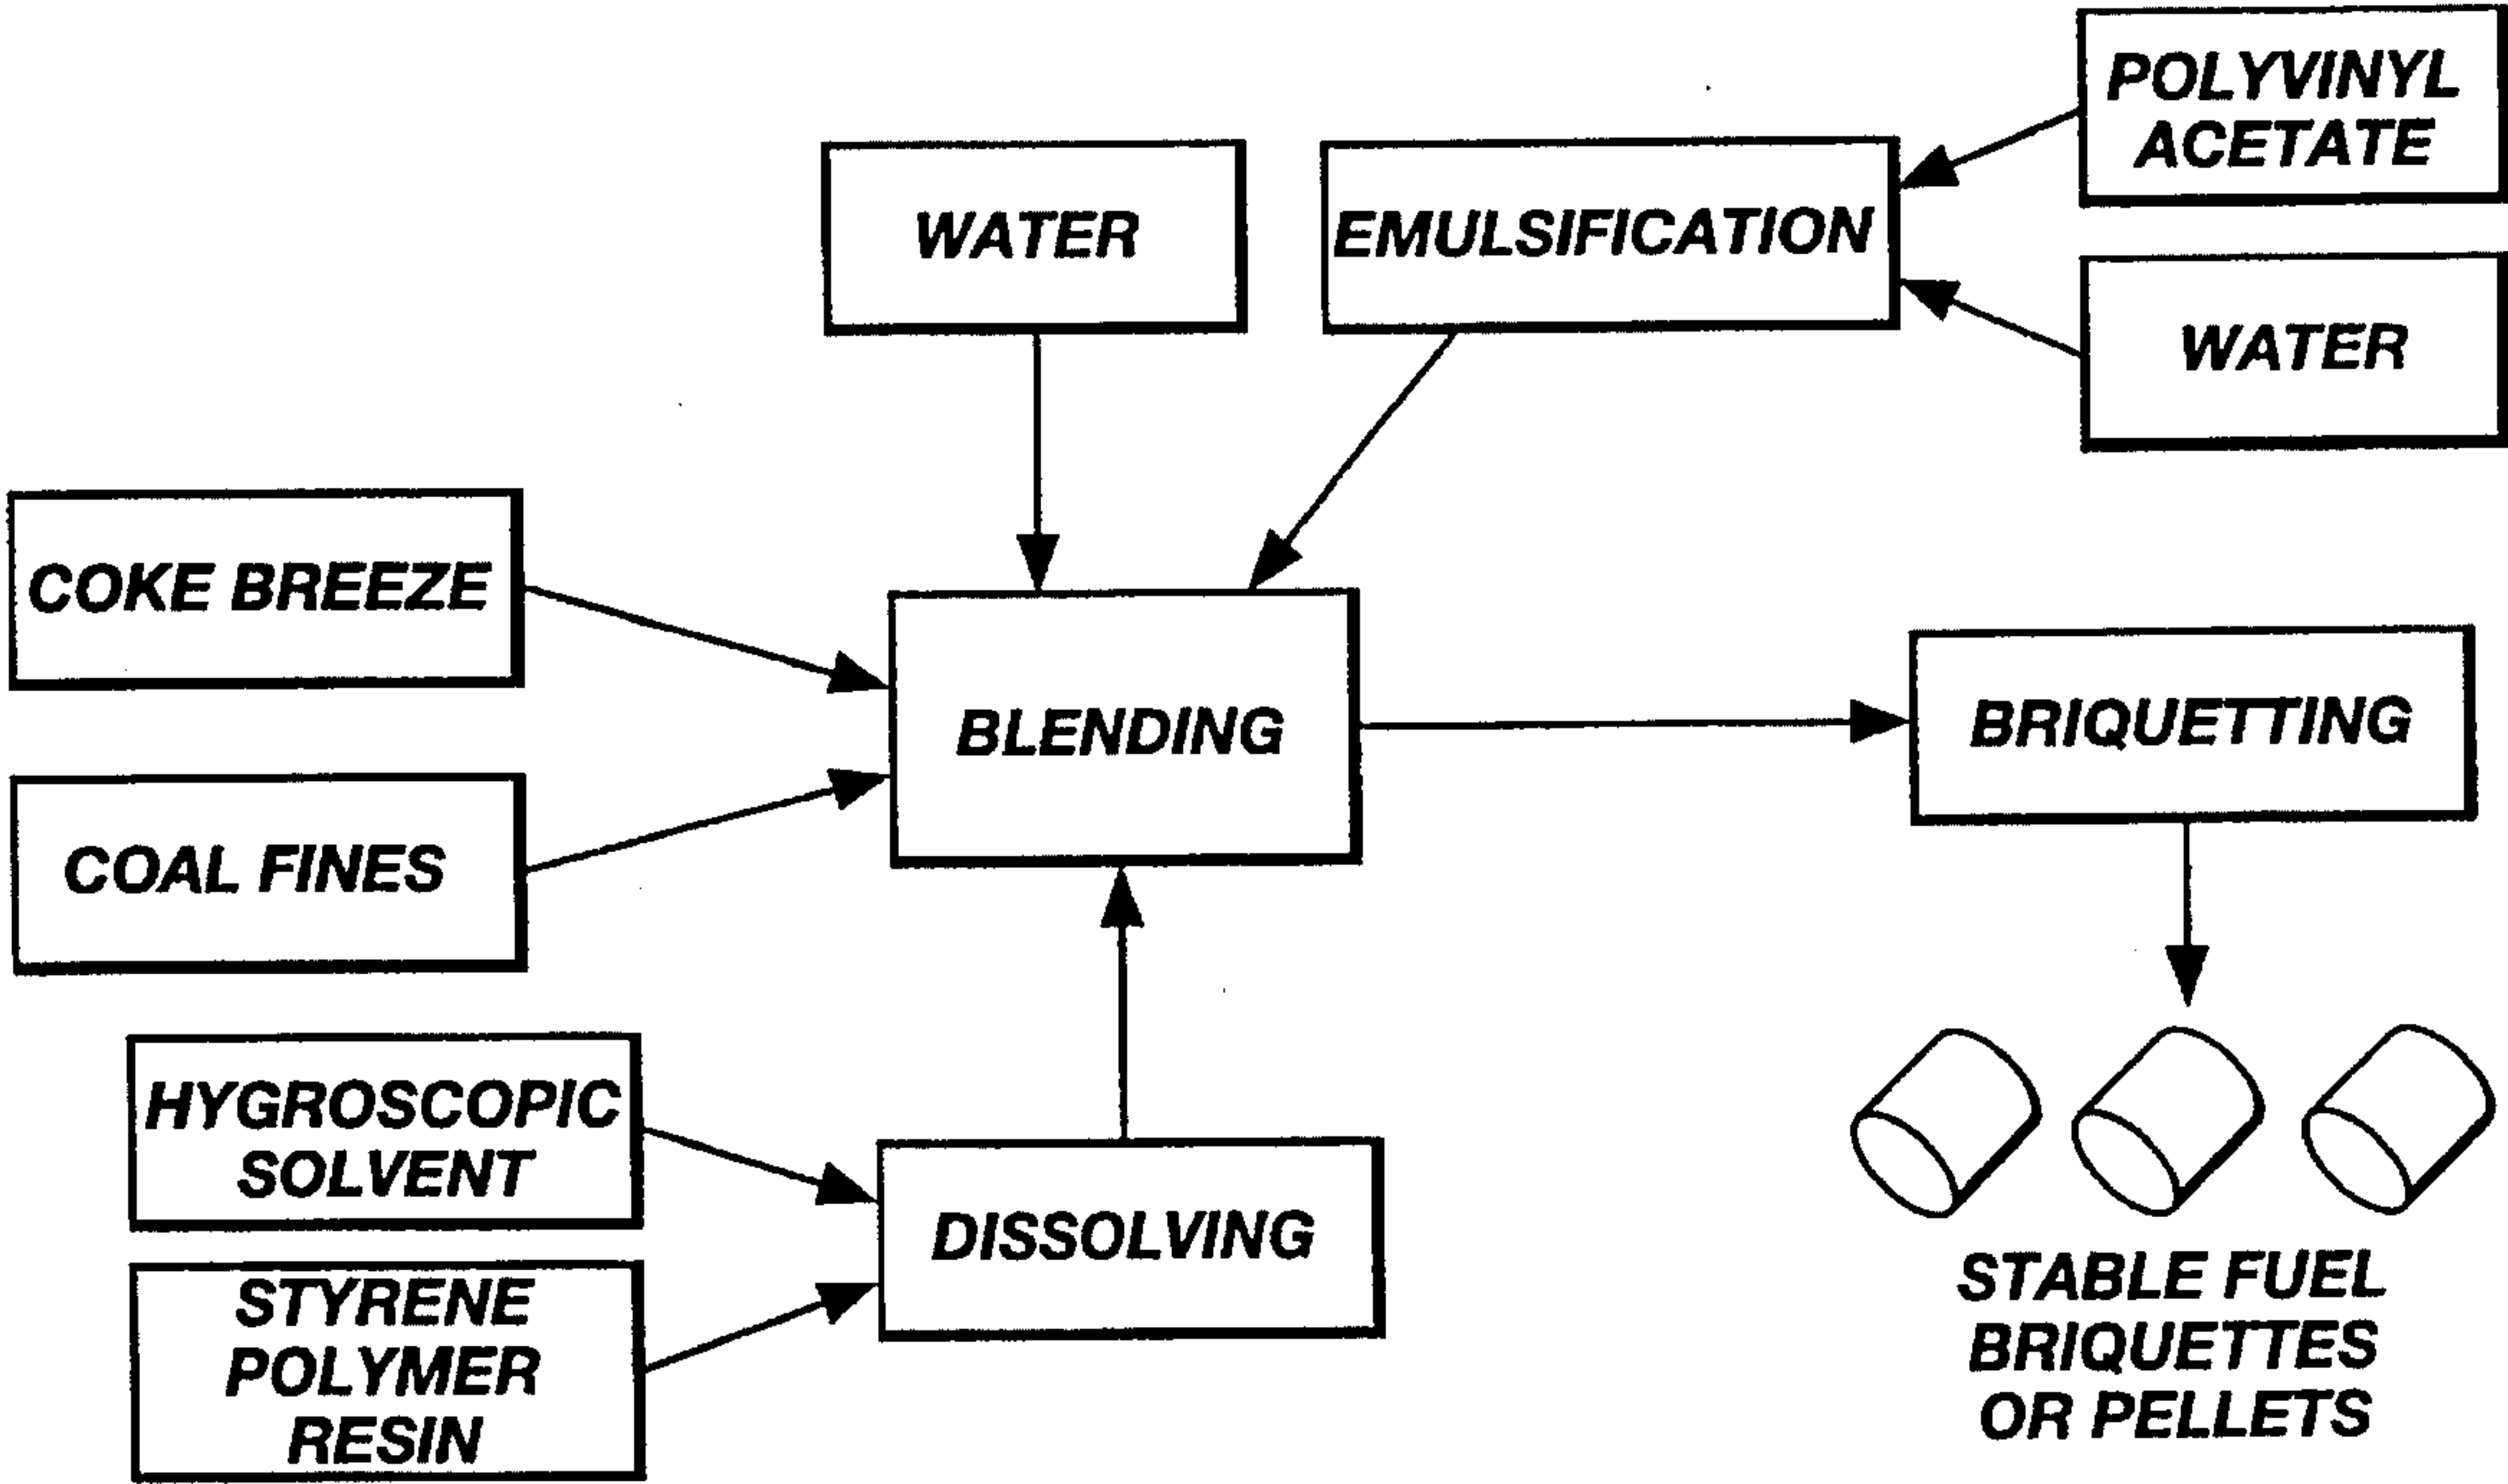 POLYVINYL
ACETATE
WATER
EMULSIFICATION
WATER
COKE BREEZE
BLENDING
BRIQUETTING
COAL FINES
HYGROSCOPIC
SOLVENT
DISSOLVING
STYRENE
POLYMER
RESIN
STABLE FUEL
BRIQUETTES
OR PELLETS